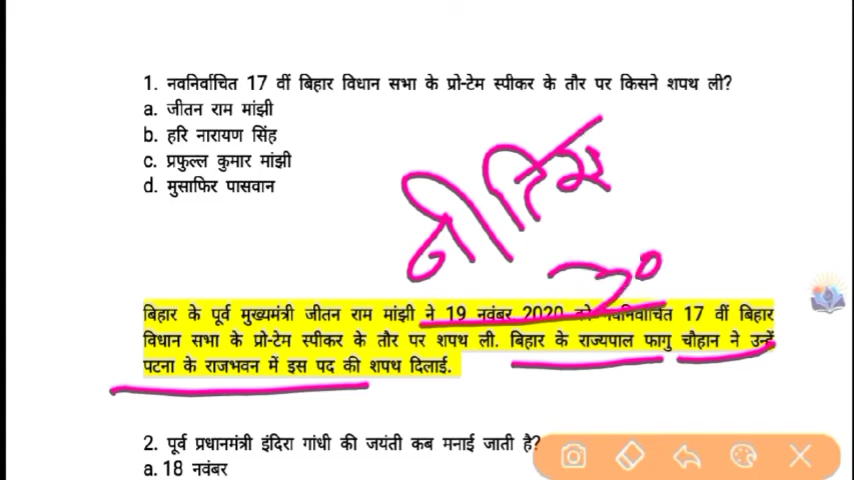 1. नवनिर्वाचित 17 वीं बिहार विधान सभा के प्रो-टेम स्पीकर के तौर पर किसने शपथ ली?
a. जीतन राम मांझी
b. हरि नारायण सिंह
c. प्रफुल्ल कुमार मांझी
d. मुसाफिर पासवान
बिहार के पूर्व मुख्यमंत्री जीतन राम मांझी ने 19 नवंबर 2020 को नवनिर्वाचित 17 वीं बिहार
विधान सभा के प्रो-टेम स्पीकर के तौर पर शपथ ली. बिहार के राज्यपाल फागु चौहान ने उन्हें
पटना के राजभवन में इस पद की शपथ दिलाई.
2. पूर्व प्रधानमंत्री इंदिरा गांधी की जयंती कब मनाई जाती है?
a. 18 नवंबर